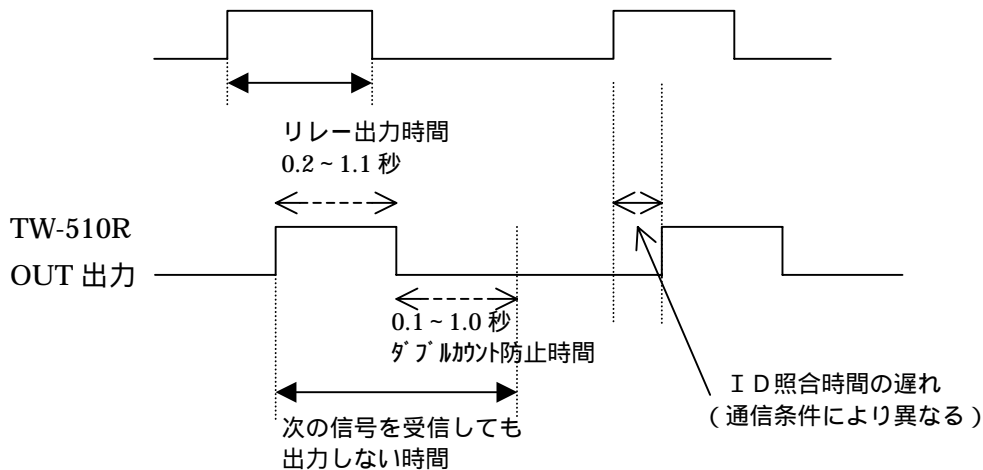 リレー出力時間
0.2~1.1 秒
TW-510R
OUT 出力
0.1~1.0 秒
ﾀﾞﾌﾞﾙｶｳﾝﾄ防止時間
ＩＤ照合時間の遅れ
(通信条件により異なる)
次の信号を受信しても
出力しない時間